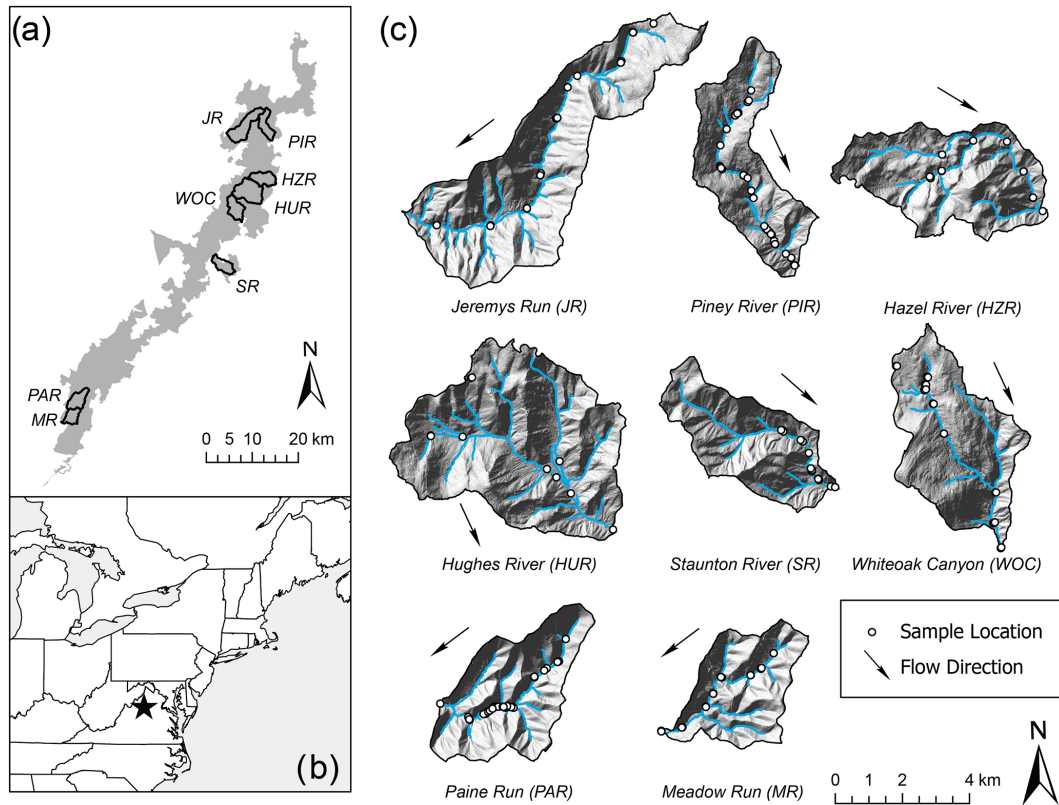 (a)
JR
PIR
HZR
WOC
HUR
SR
N
PAR
MR
0 5 10 20 km
(b)
(c)
Jeremys Run (JR)
Piney River (PIR)
Hazel River (HZR)
Hughes River (HUR)
Staunton River (SR)
Whiteoak Canyon (WOC)
Paine Run (PAR)
Meadow Run (MR)
Sample Location
Flow Direction
N
0 1 2 4 km